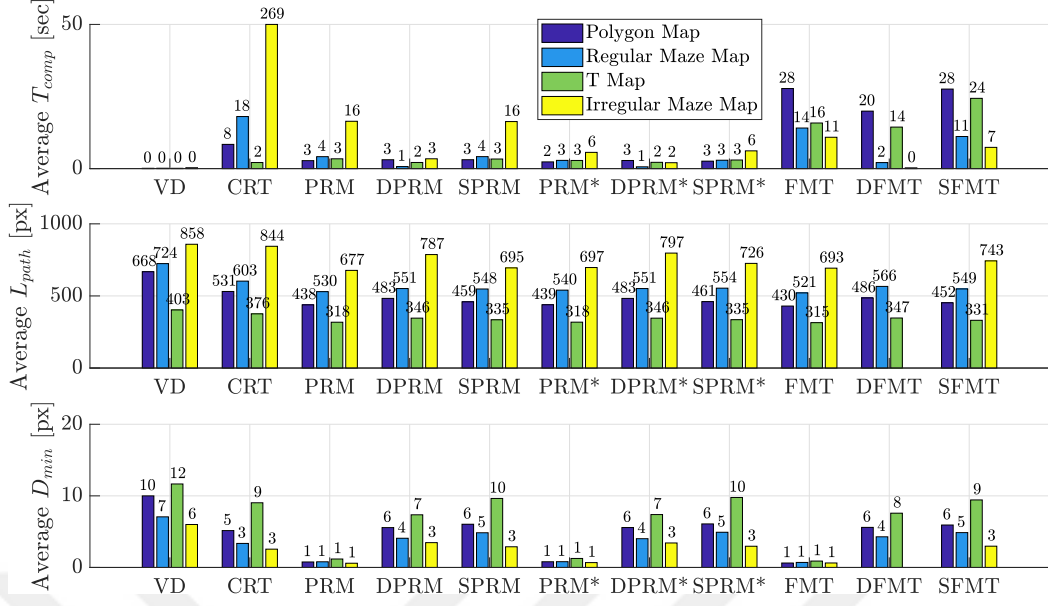 Average T_comp [sec]
50
0
269
8 18 2
3 4 3 16
3 1 2 3
3 4 3 16
2 3 3 6
3 1 2 2
3 3 3 6
28 14 16 11
20 2 14 0
28 11 24 7
0 0 0 0
Polygon Map
Regular Maze Map
T Map
Irregular Maze Map
VD CRT PRM DPRM SPRM PRM* DPRM* SPRM* FMT DFMT SFMT
Average L_path [px]
1000
500
0
668 724 403 858
531 603 376 844
438 530 318 677
483 551 346 787
459 548 335 695
439 540 318 697
483 551 346 797
461 554 335 726
430 521 315 693
486 566 347
452 549 331 743
VD CRT PRM DPRM SPRM PRM* DPRM* SPRM* FMT DFMT SFMT
Average D_min [px]
20
10
0
10 7 12 6
5 3 9 3
1 1 1 1
6 4 7 3
6 5 10 3
1 1 1 1
6 4 7 3
6 5 10 3
1 1 1 1
6 4 8
6 5 9 3
VD CRT PRM DPRM SPRM PRM* DPRM* SPRM* FMT DFMT SFMT